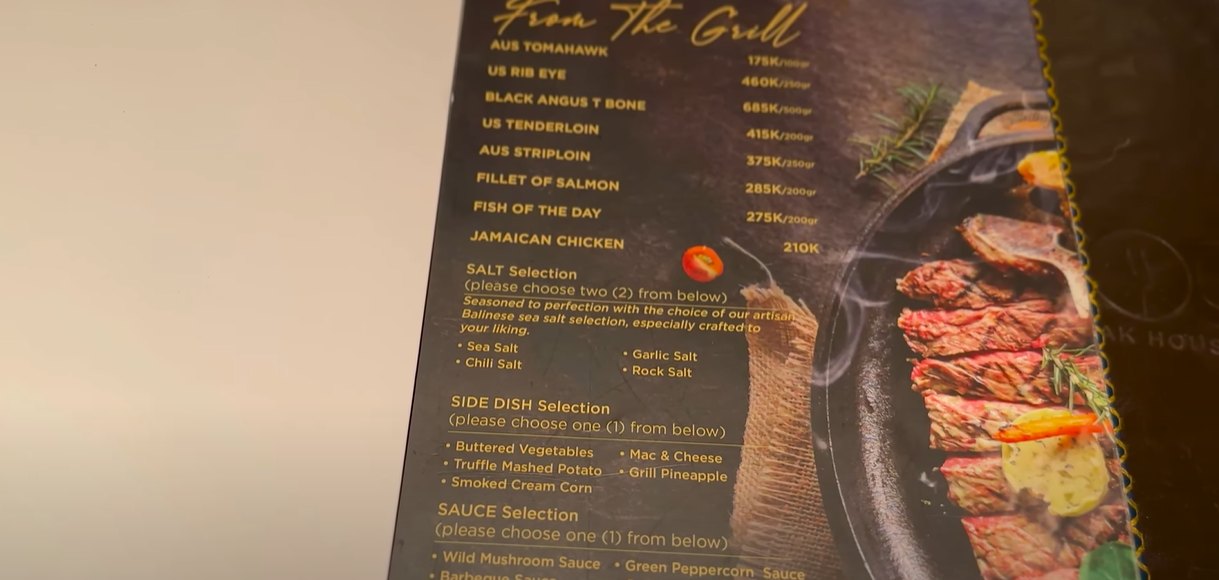 From The Grill
AUS TOMAHAWK 175K/100gr
US RIB EYE 460K/250gr
BLACK ANGUS T BONE 685K/500gr
US TENDERLOIN 415K/200gr
AUS STRIPLOIN 375K/250gr
FILLET OF SALMON 285K/200gr
FISH OF THE DAY 275K/200gr
JAMAICAN CHICKEN 210K
SALT Selection
(please choose two (2) from below)
Seasoned to perfection with the choice of our artisan
Balinese sea salt selection, especially crafted to
your liking.
• Sea Salt • Garlic Salt
• Chili Salt • Rock Salt
SIDE DISH Selection
(please choose one (1) from below)
• Buttered Vegetables • Mac & Cheese
• Truffle Mashed Potato • Grill Pineapple
• Smoked Cream Corn
SAUCE Selection
(please choose one (1) from below)
• Wild Mushroom Sauce • Green Peppercorn Sauce
• Barbeque Sauce
AK HOUS